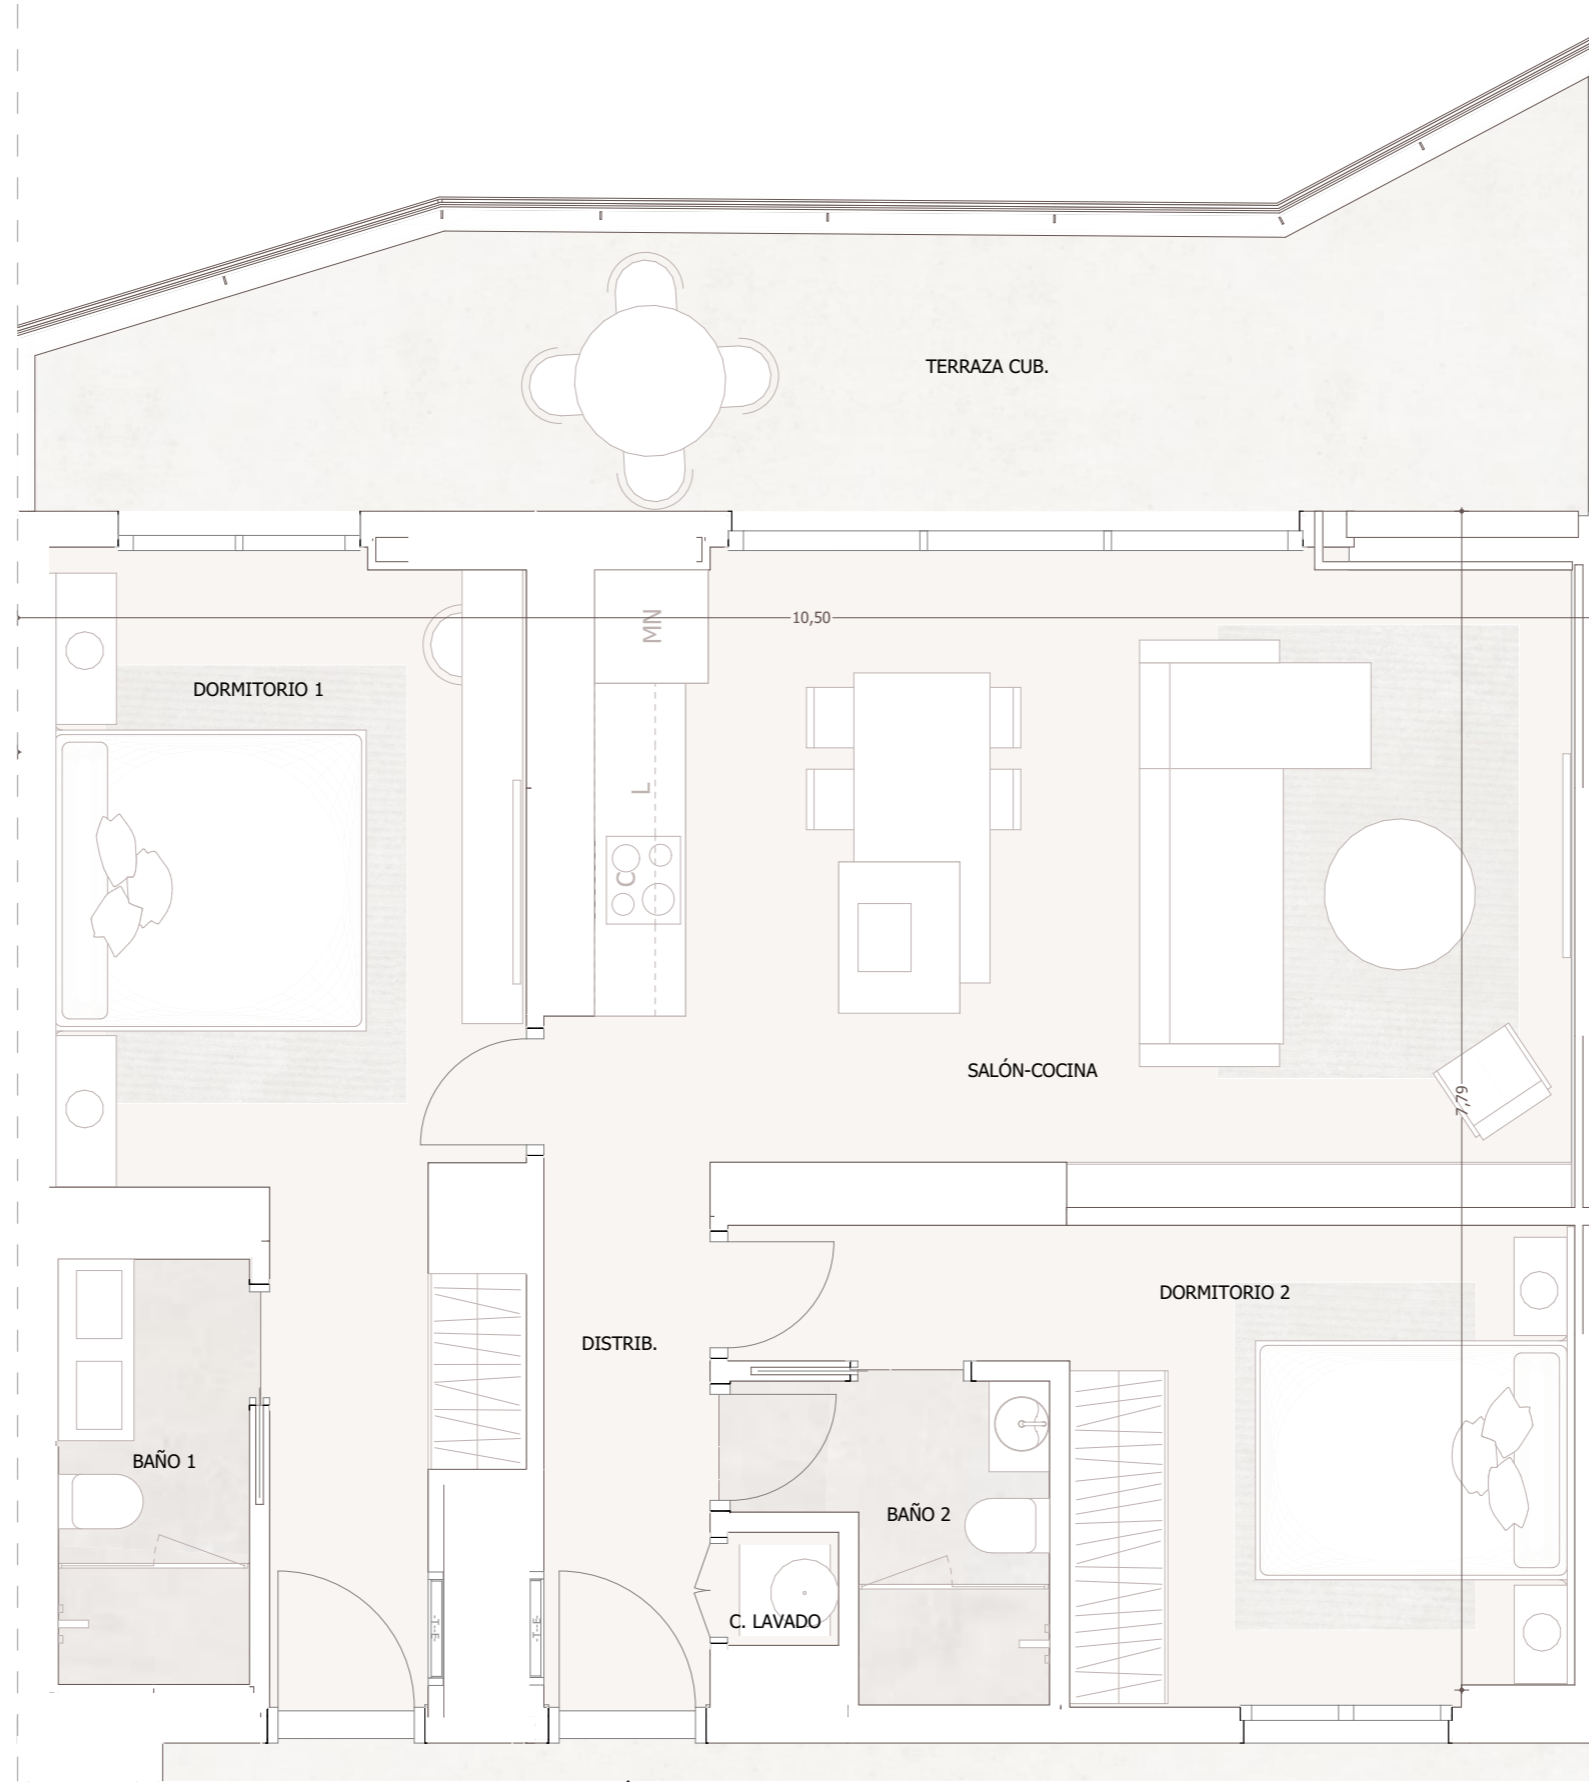 TERRAZA CUB.
10,50
MN
DORMITORIO 1
L
C
SALÓN-COCINA
7,79
DORMITORIO 2
DISTRIB.
BAÑO 1
BAÑO 2
C. LAVADO